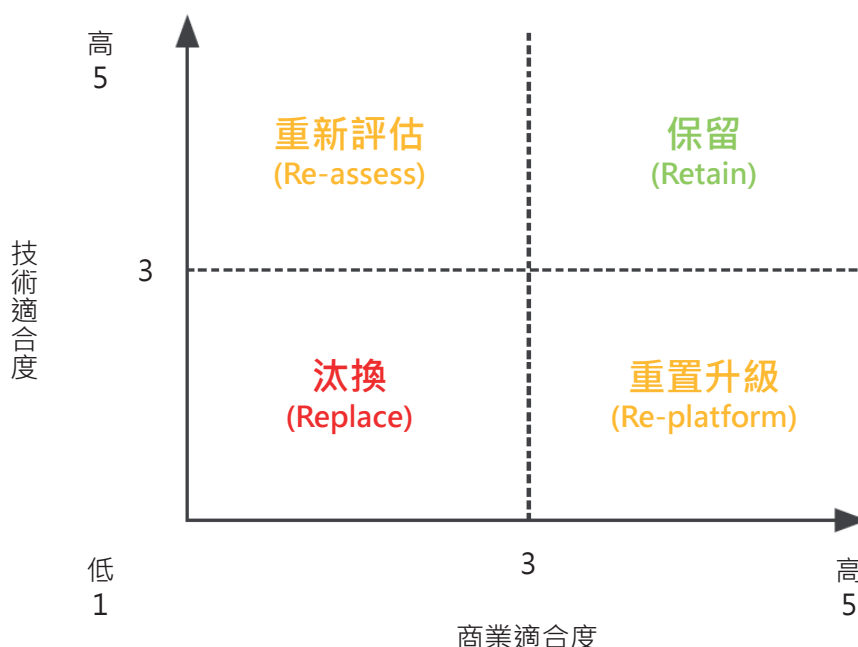 高
5
重新評估
(Re-assess)
保留
(Retain)
技術適合度
3
汰換
(Replace)
重置升級
(Re-platform)
低
1
3
高
5
商業適合度